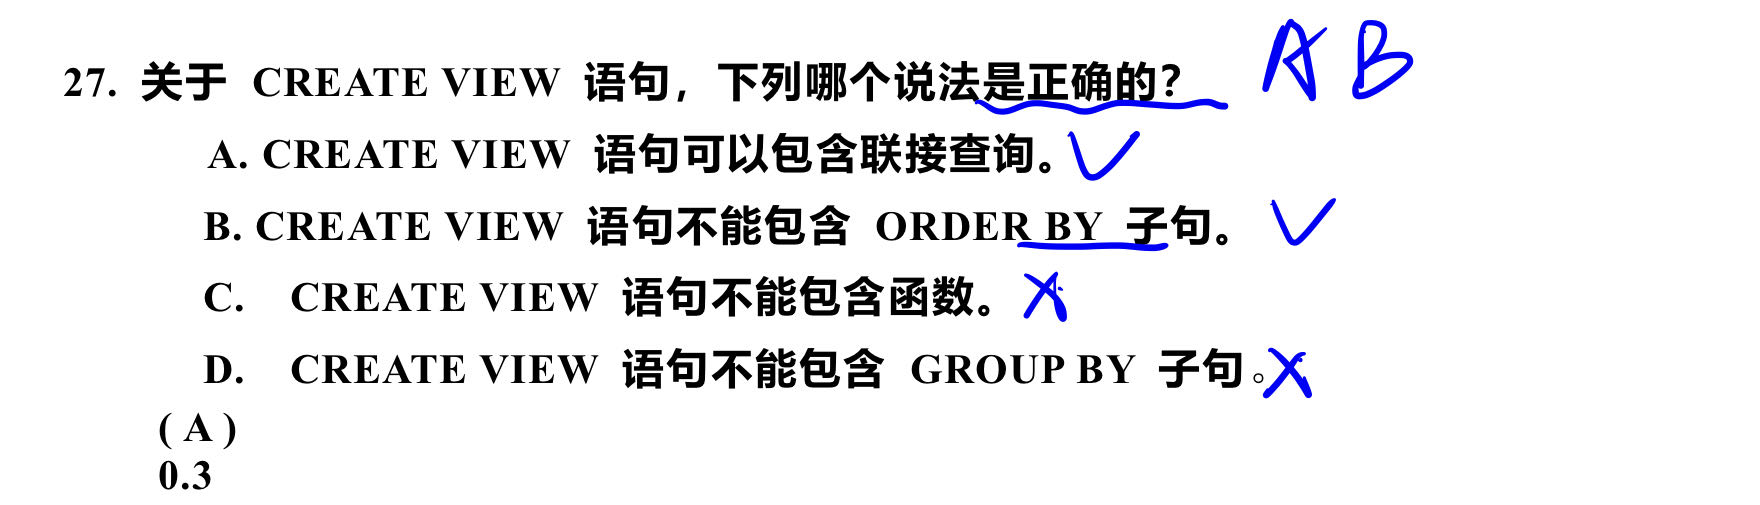 27. 关于 CREATE VIEW 语句，下列哪个说法是正确的？ AB
A. CREATE VIEW 语句可以包含联接查询。
B. CREATE VIEW 语句不能包含 ORDER BY 子句。
C. CREATE VIEW 语句不能包含函数。
D. CREATE VIEW 语句不能包含 GROUP BY 子句。
( A )
0.3